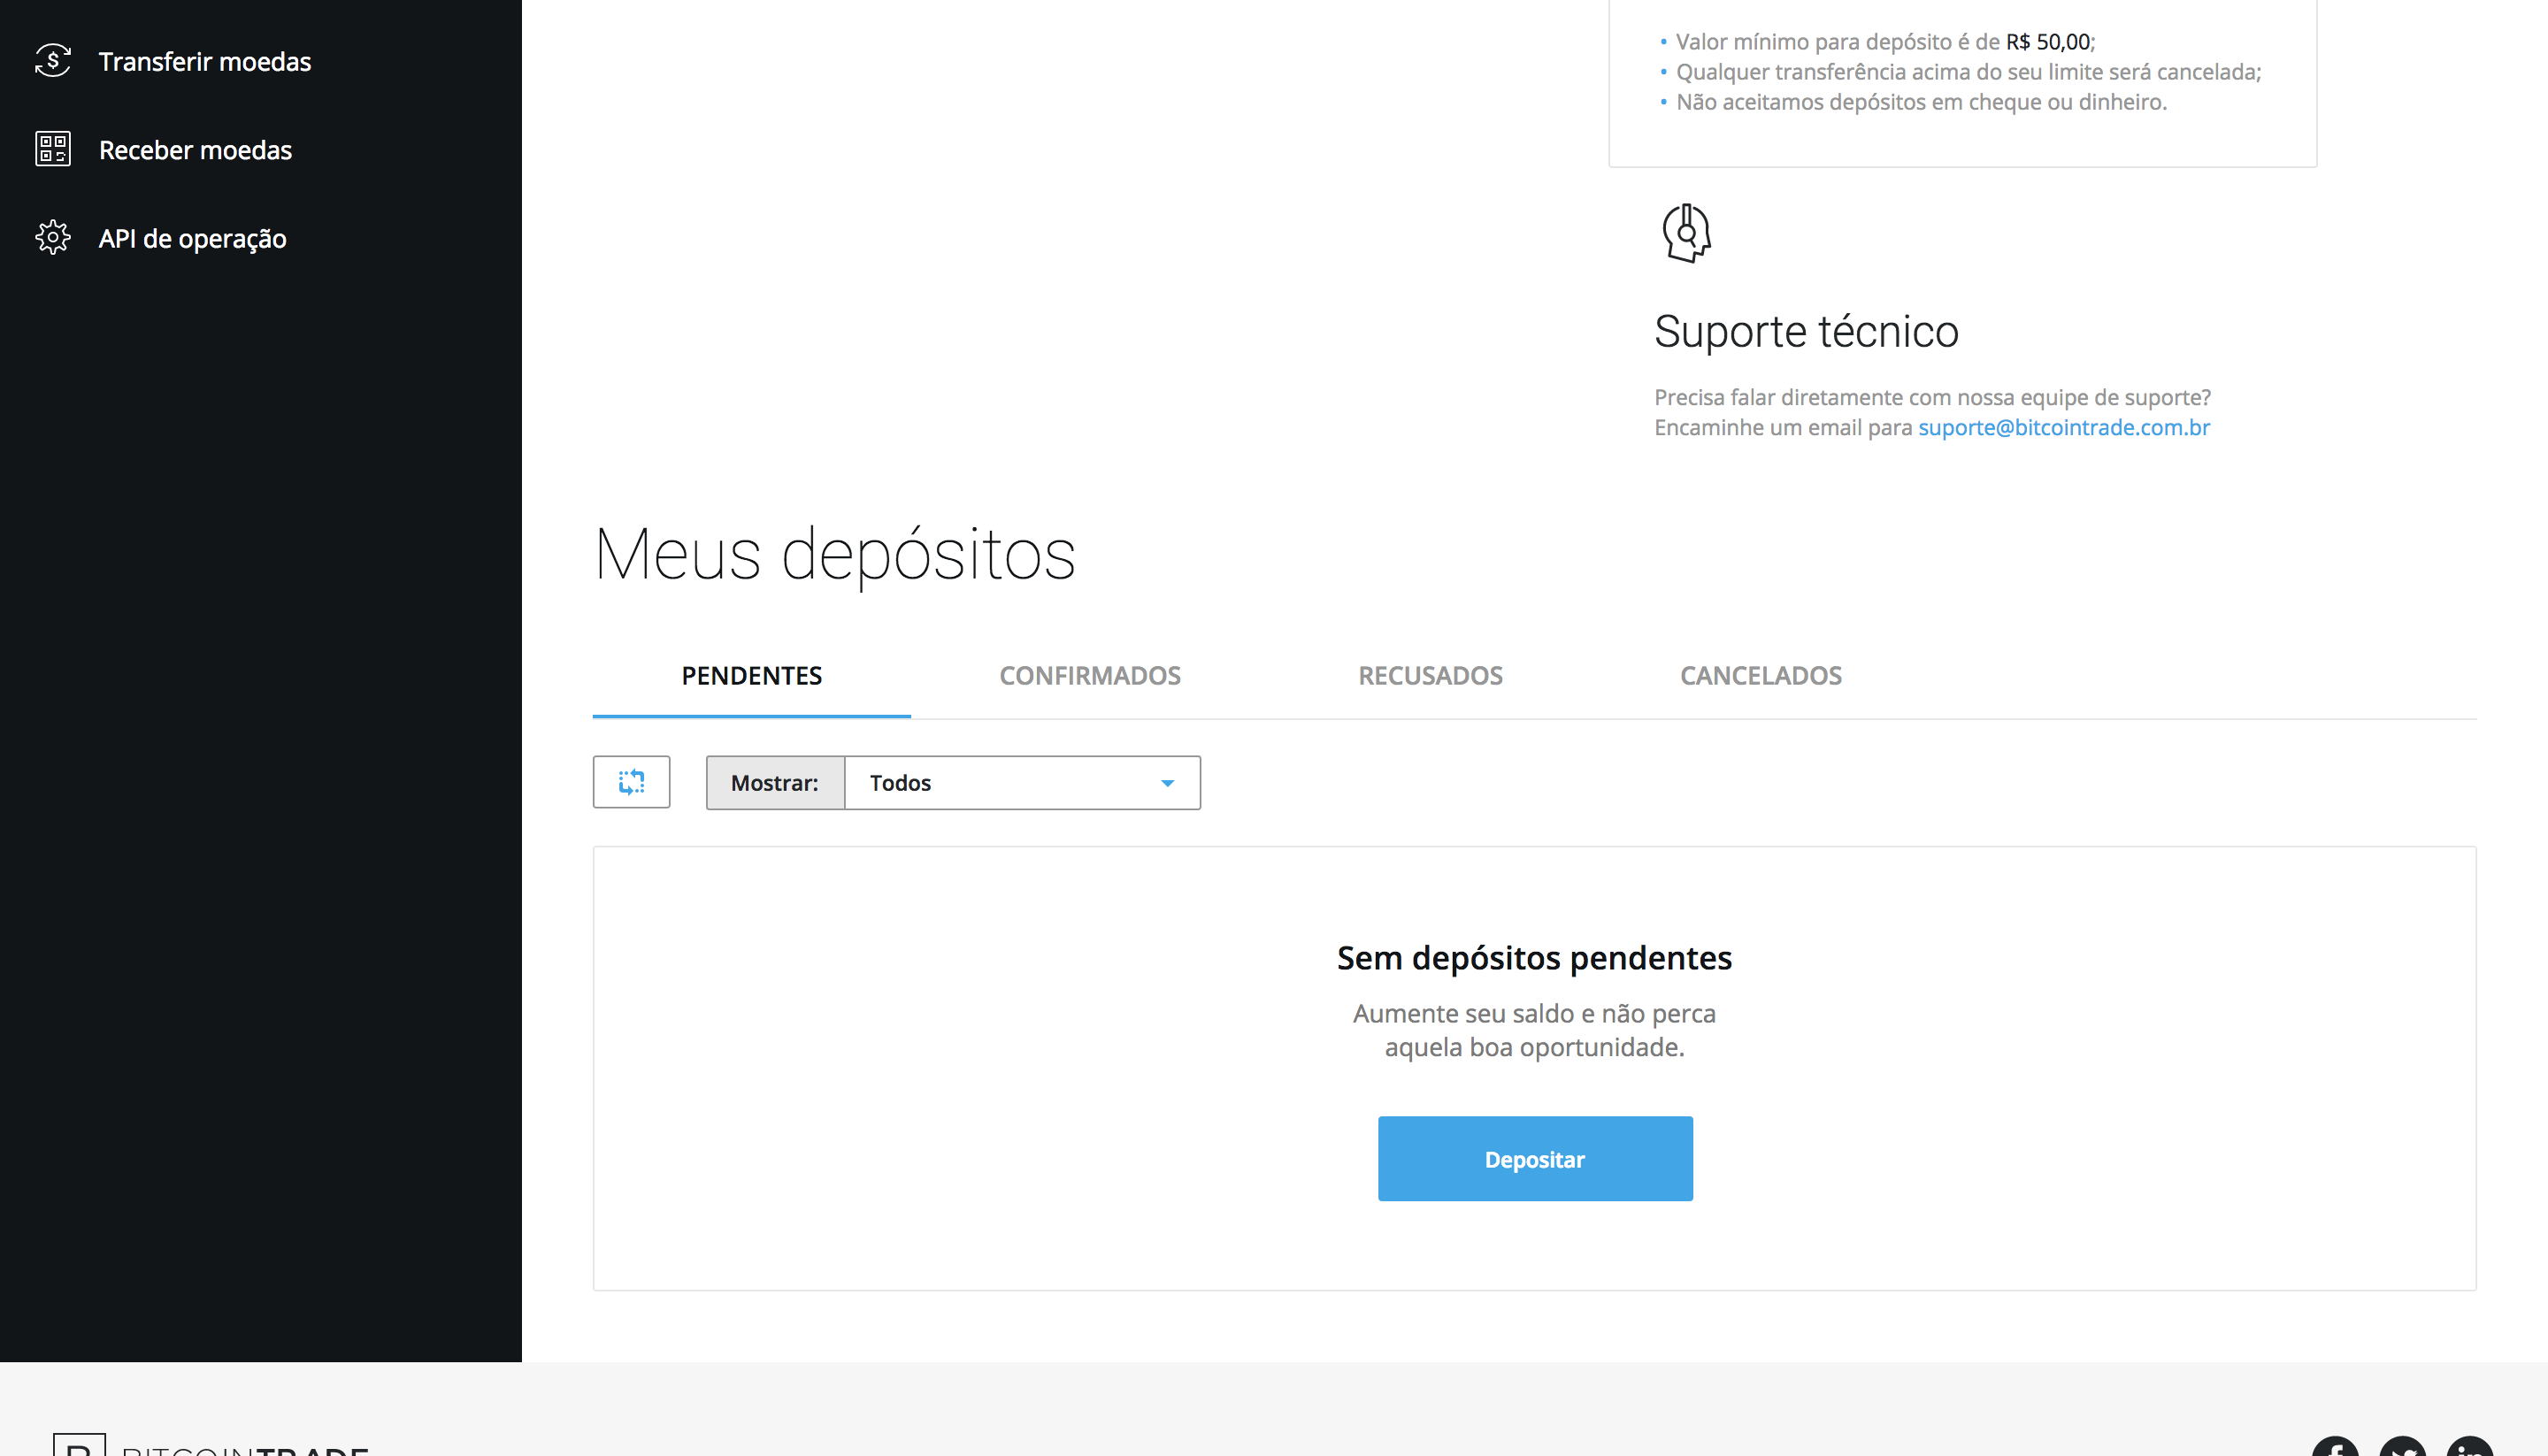 Transferir moedas
Receber moedas
API de operação
• Valor mínimo para depósito é de R$ 50,00;
• Qualquer transferência acima do seu limite será cancelada;
• Não aceitamos depósitos em cheque ou dinheiro.
Suporte técnico
Precisa falar diretamente com nossa equipe de suporte?
Encaminhe um email para suporte@bitcointrade.com.br
Meus depósitos
PENDENTES CONFIRMADOS RECUSADOS CANCELADOS
Mostrar: Todos
Sem depósitos pendentes
Aumente seu saldo e não perca
aquela boa oportunidade.
Depositar
BITCOINTRADE